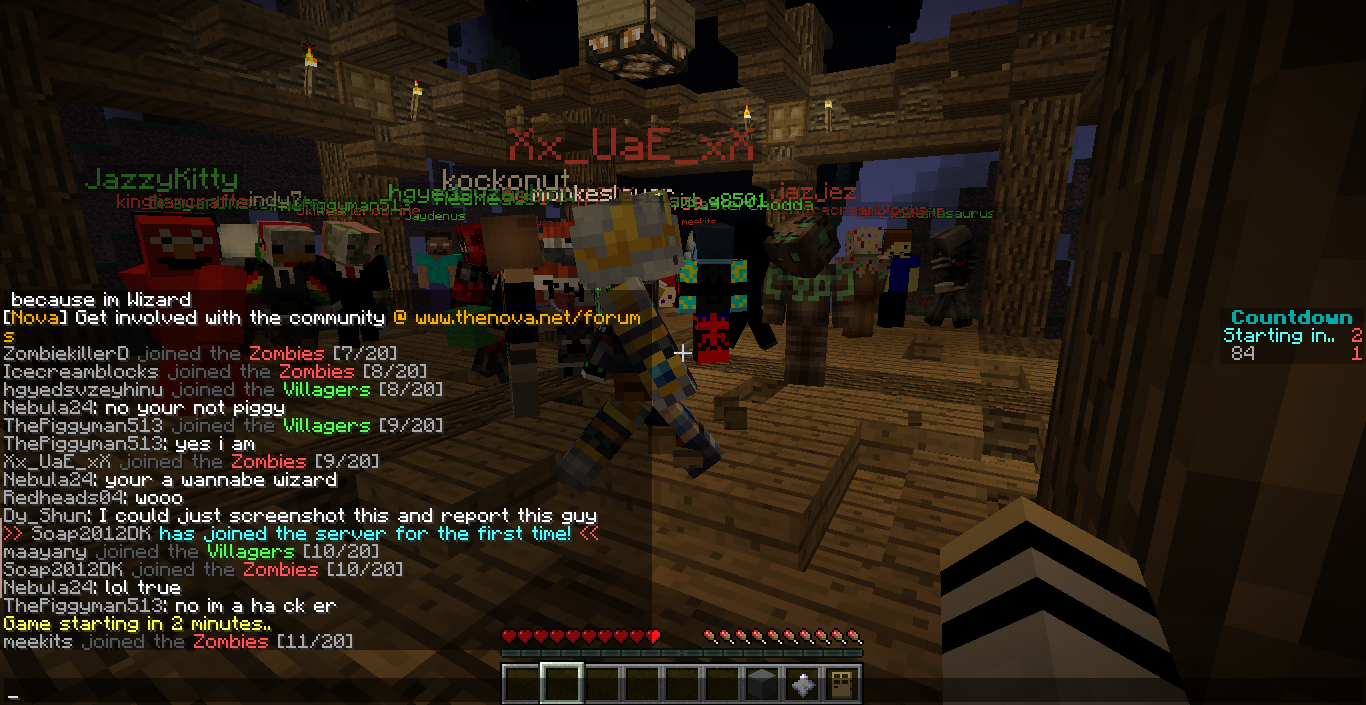 Xx_UaE_xX
JazzyKitty
kockonut
jaz_jez
meekits
because im Wizard
[Nova] Get involved with the community @ www.thenova.net/forum
s
ZombiekillerD joined the Zombies [7/20]
Icecreamblocks joined the Zombies [8/20]
hgyedsvzeyhinu joined the Villagers [8/20]
Nebula24: no your not piggy
ThePiggyman513 joined the Villagers [9/20]
ThePiggyman513: yes i am
Xx_UaE_xX joined the Zombies [9/20]
Nebula24: your a wannabe wizard
Redheads04: wooo
Dy_Shun: I could just screenshot this and report this guy
>> Soap2012DK has joined the server for the first time! <<
maayany joined the Villagers [10/20]
Soap2012DK joined the Zombies [10/20]
Nebula24: lol true
ThePiggyman513: no im a ha ck er
Game starting in 2 minutes..
meekits joined the Zombies [11/20]
_
Countdown
Starting in.. 2
84 1